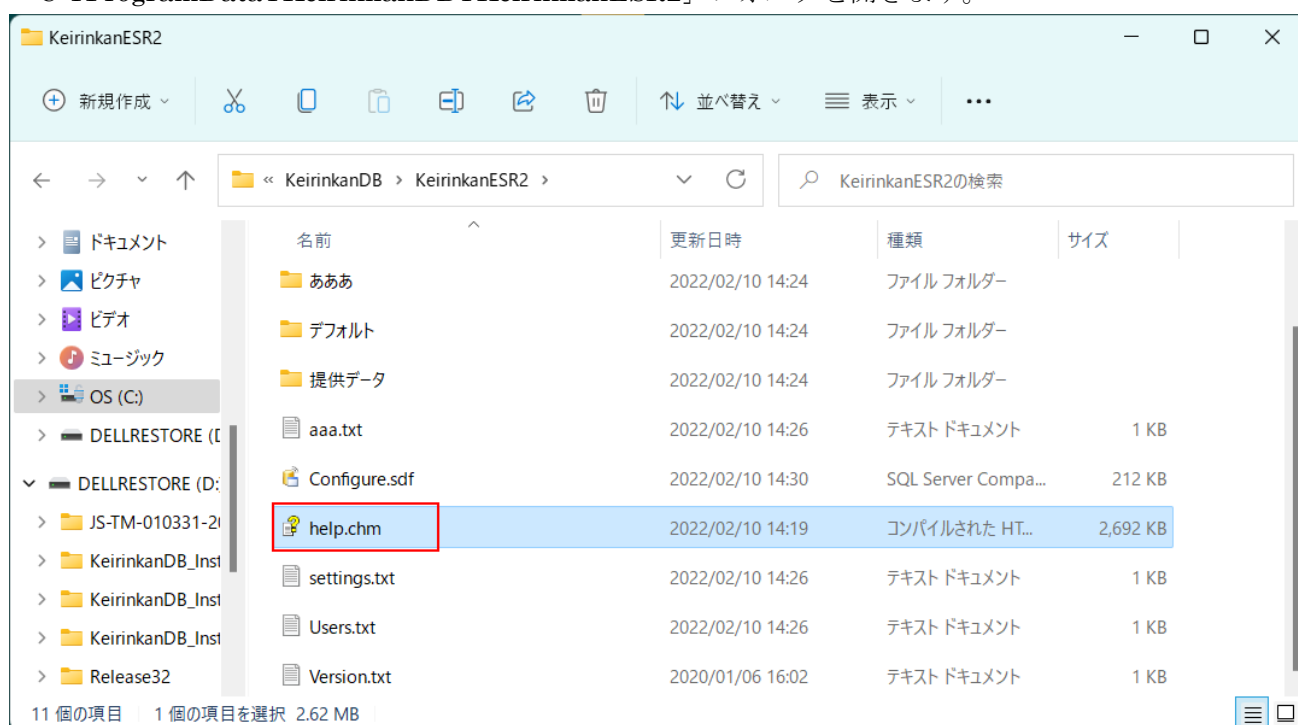 C:¥ProgramData¥KeirinkanDB¥KeirinkanESR2」のホルダを開きます。
KeirinkanESR2
新規作成 並べ替え 表示
« KeirinkanDB > KeirinkanESR2 > KeirinkanESR2の検索
名前 更新日時 種類 サイズ
ドキュメント
ピクチャ
ビデオ
ミュージック
OS (C:)
DELLRESTORE (D
DELLRESTORE (D:
JS-TM-010331-20
KeirinkanDB_Inst
KeirinkanDB_Inst
KeirinkanDB_Inst
Release32
あああ 2022/02/10 14:24 ファイル フォルダー
デフォルト 2022/02/10 14:24 ファイル フォルダー
提供データ 2022/02/10 14:24 ファイル フォルダー
aaa.txt 2022/02/10 14:26 テキスト ドキュメント 1 KB
Configure.sdf 2022/02/10 14:30 SQL Server Compa... 212 KB
help.chm 2022/02/10 14:19 コンパイルされた HT... 2,692 KB
settings.txt 2022/02/10 14:26 テキスト ドキュメント 1 KB
Users.txt 2022/02/10 14:26 テキスト ドキュメント 1 KB
Version.txt 2020/01/06 16:02 テキスト ドキュメント 1 KB
11 個の項目 1 個の項目を選択 2.62 MB